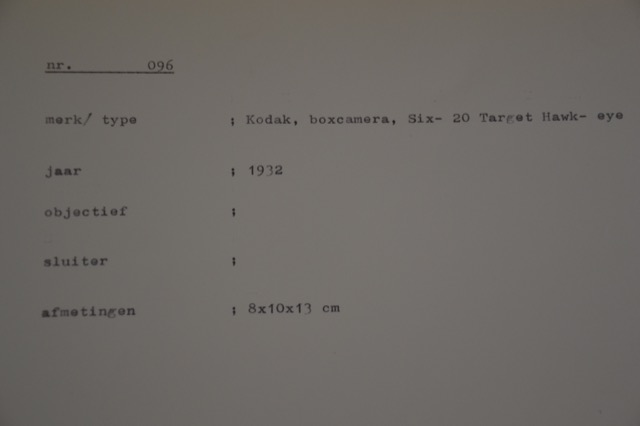 nr. 096
merk/ type ; Kodak, boxcamera, Six- 20 Target Hawk- eye
jaar ; 1932
objectief ;
sluiter ;
afmetingen ; 8x10x13 cm